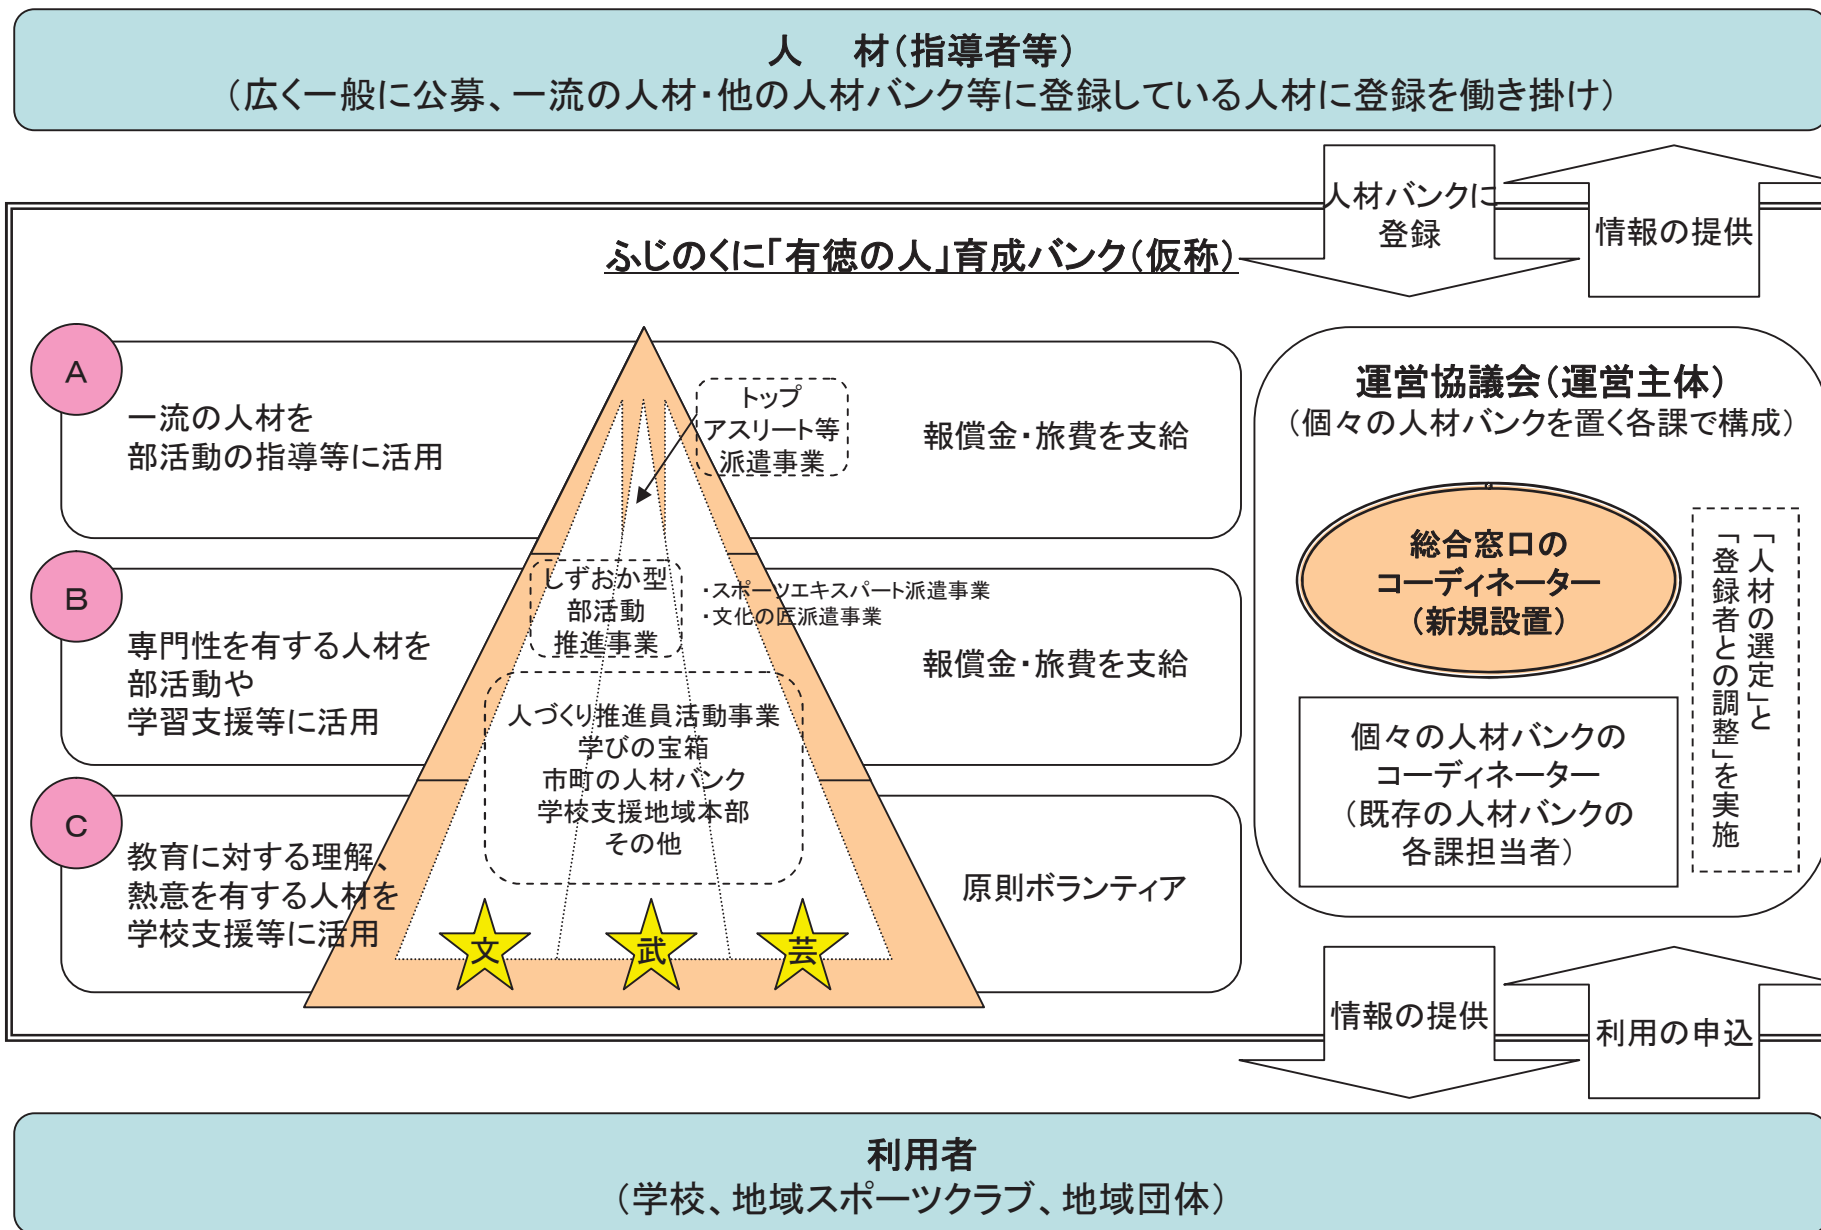 人　材（指導者等）
（広く一般に公募、一流の人材・他の人材バンク等に登録している人材に登録を働き掛け）
人材バンクに
登録
情報の提供
ふじのくに「有徳の人」育成バンク（仮称）
A
一流の人材を
部活動の指導等に活用
トップ
アスリート等
派遣事業
報償金・旅費を支給
B
専門性を有する人材を
部活動や
学習支援等に活用
しずおか型
部活動
推進事業
・スポーツエキスパート派遣事業
・文化の匠派遣事業
報償金・旅費を支給
人づくり推進員活動事業
学びの宝箱
市町の人材バンク
学校支援地域本部
その他
C
教育に対する理解、
熱意を有する人材を
学校支援等に活用
原則ボランティア
文
武
芸
運営協議会（運営主体）
（個々の人材バンクを置く各課で構成）
総合窓口の
コーディネーター
（新規設置）
個々の人材バンクの
コーディネーター
（既存の人材バンクの
各課担当者）
「人材の選定」と
「登録者との調整」を実施
情報の提供
利用の申込
利用者
（学校、地域スポーツクラブ、地域団体）